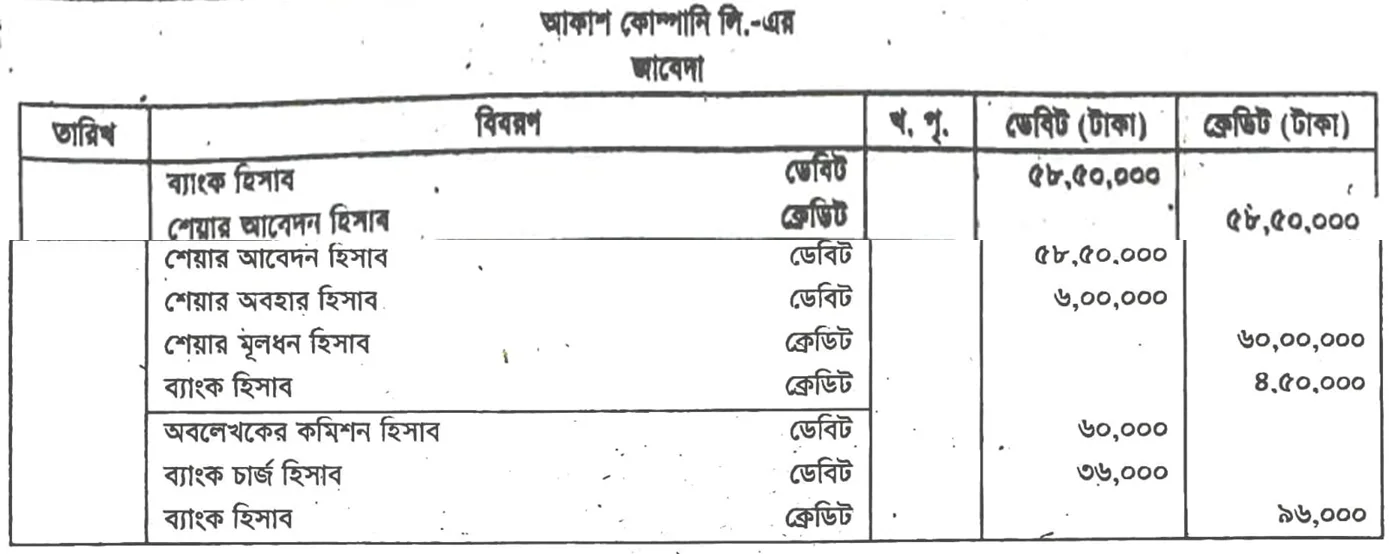 আকাশ কোম্পানি লি.-এর
জাবেদা
তারিখ বিবরণ খ. পৃ. ডেবিট (টাকা) ক্রেডিট (টাকা)
ব্যাংক হিসাব ডেবিট ৫৮,৫০,০০০
শেয়ার আবেদন হিসাব ক্রেডিট ৫৮,৫০,০০০
শেয়ার আবেদন হিসাব ডেবিট ৫৮,৫০,০০০
শেয়ার অবহার হিসাব ডেবিট ৬,০০,০০০
শেয়ার মূলধন হিসাব ক্রেডিট ৬০,০০,০০০
ব্যাংক হিসাব ক্রেডিট ৪,৫০,০০০
অবলেখকের কমিশন হিসাব ডেবিট ৬০,০০০
ব্যাংক চার্জ হিসাব ডেবিট ৩৬,০০০
ব্যাংক হিসাব ক্রেডিট ৯৬,০০০